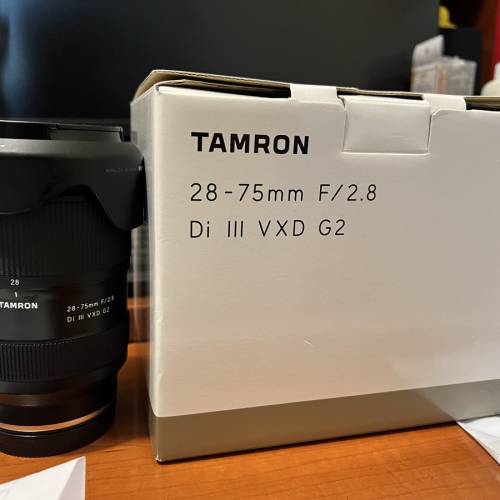 TAMRON
28-75mm F/2.8
Di III VXD G2
28
TAMRON
28-75mm F/2.8
Di III VXD G2